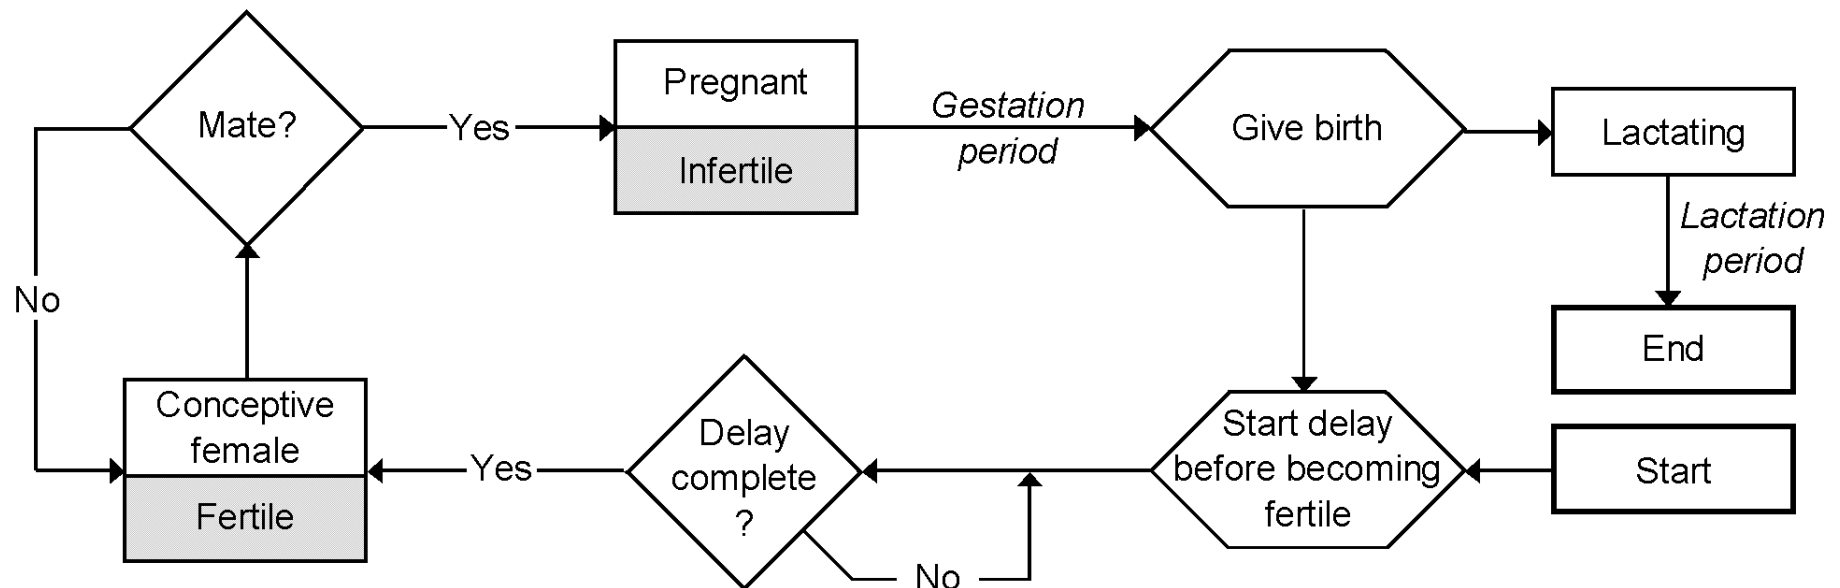 Mate?
Yes
Pregnant
Infertile
Gestation
period
Give birth
Lactating
Lactation
period
End
No
Conceptive
female
Fertile
Yes
Delay
complete
?
No
Start delay
before becoming
fertile
Start